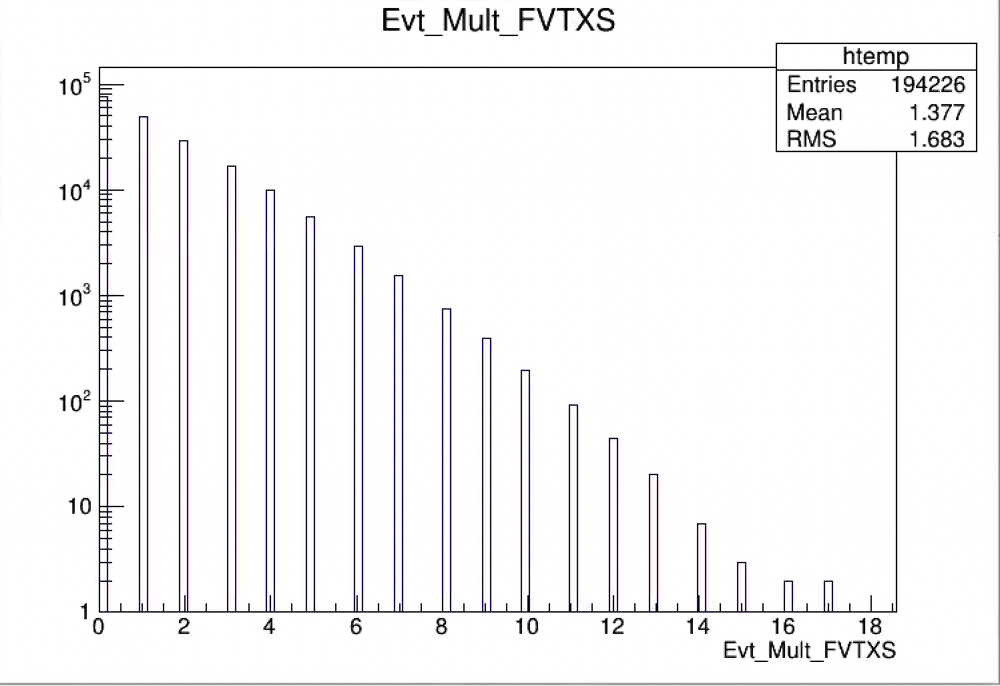 Evt_Mult_FVTXS
htemp
Entries 194226
Mean 1.377
RMS 1.683
10^5
10^4
10^3
10^2
10
1
0 2 4 6 8 10 12 14 16 18
Evt_Mult_FVTXS